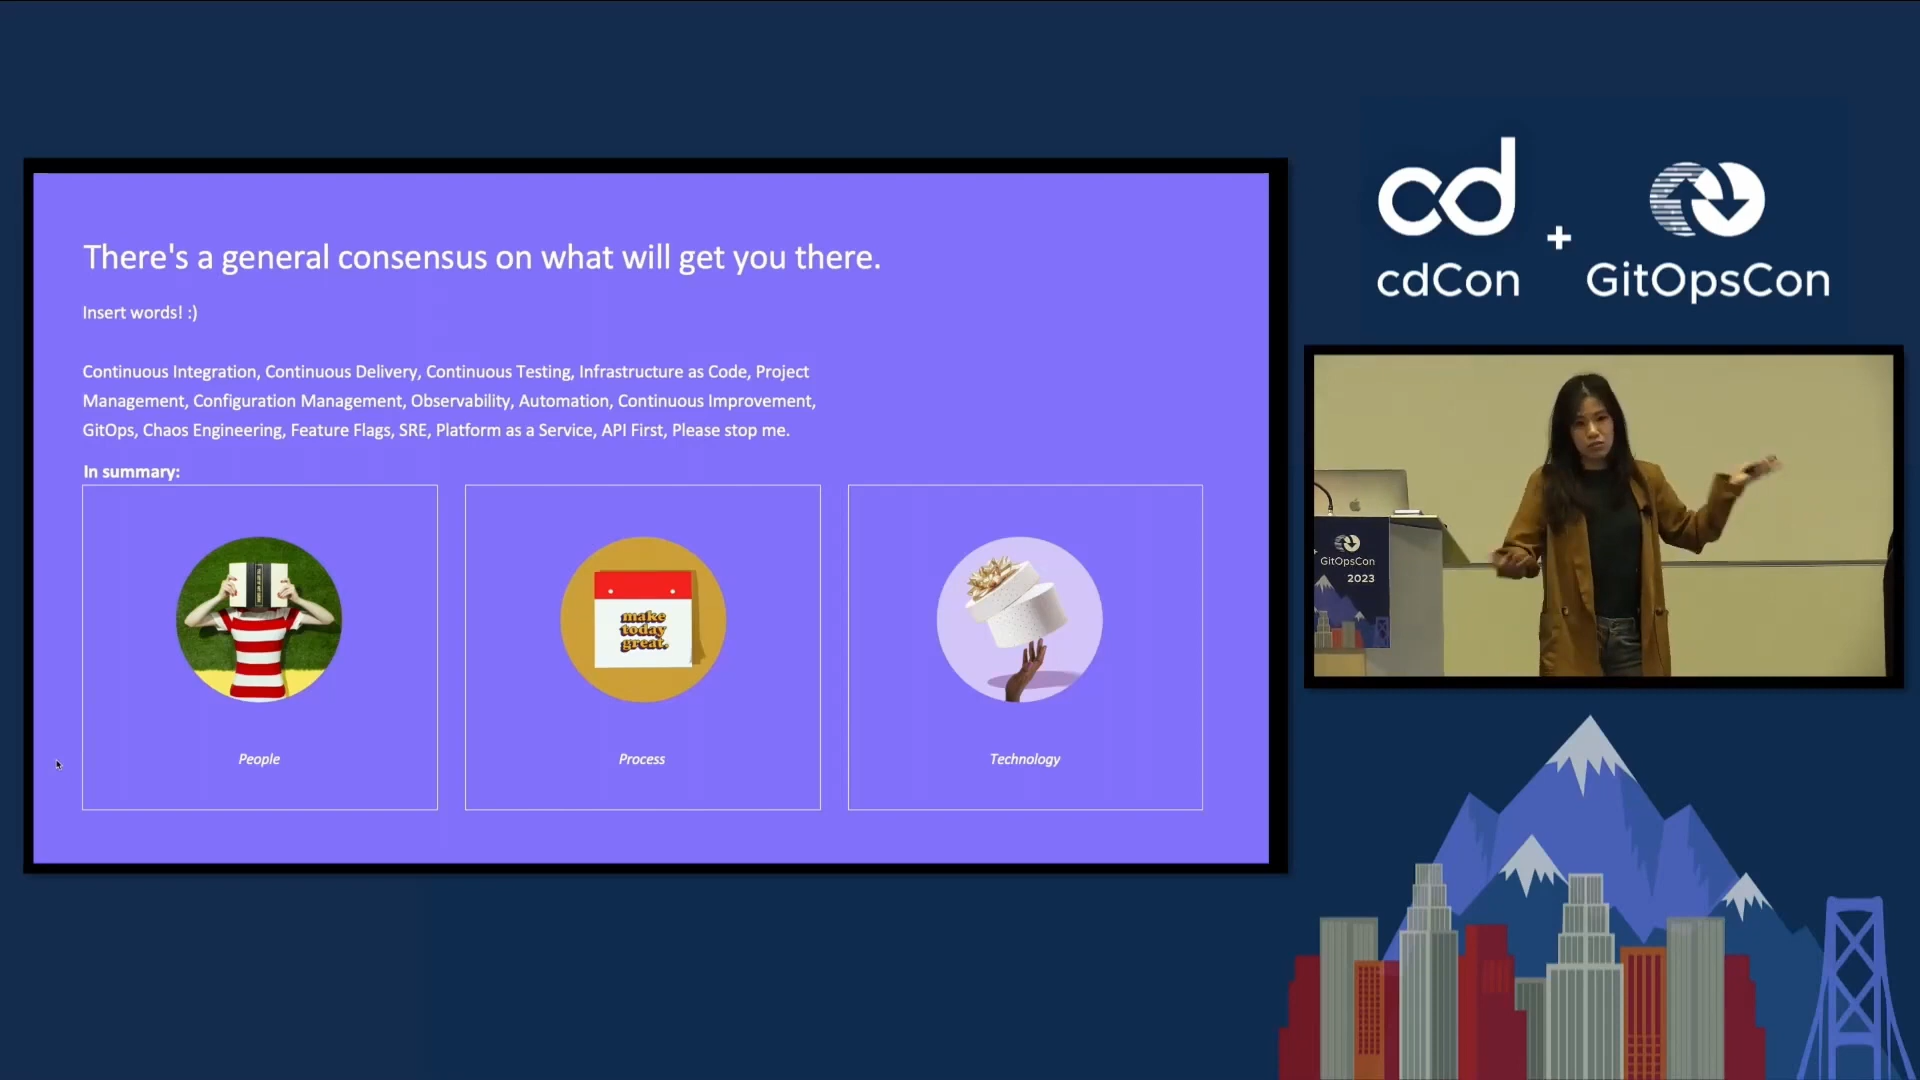 There's a general consensus on what will get you there.
Insert words! :)
Continuous Integration, Continuous Delivery, Continuous Testing, Infrastructure as Code, Project
Management, Configuration Management, Observability, Automation, Continuous Improvement,
GitOps, Chaos Engineering, Feature Flags, SRE, Platform as a Service, API First, Please stop me.
In summary:
make
today
great.
People
Process
Technology
cd
+
cdCon
GitOpsCon
GitOpsCon
2023